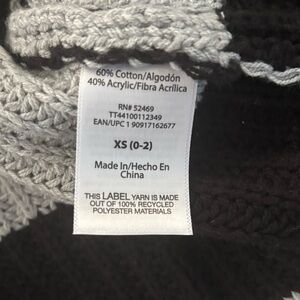 60% Cotton/Algodón
40% Acrylic/Fibra Acrílica
RN# 52469
TT44100112349
EAN/UPC 1 90917162677
XS (0-2)
Made In/Hecho En
China
THIS LABEL YARN IS MADE
OUT OF 100% RECYCLED
POLYESTER MATERIALS